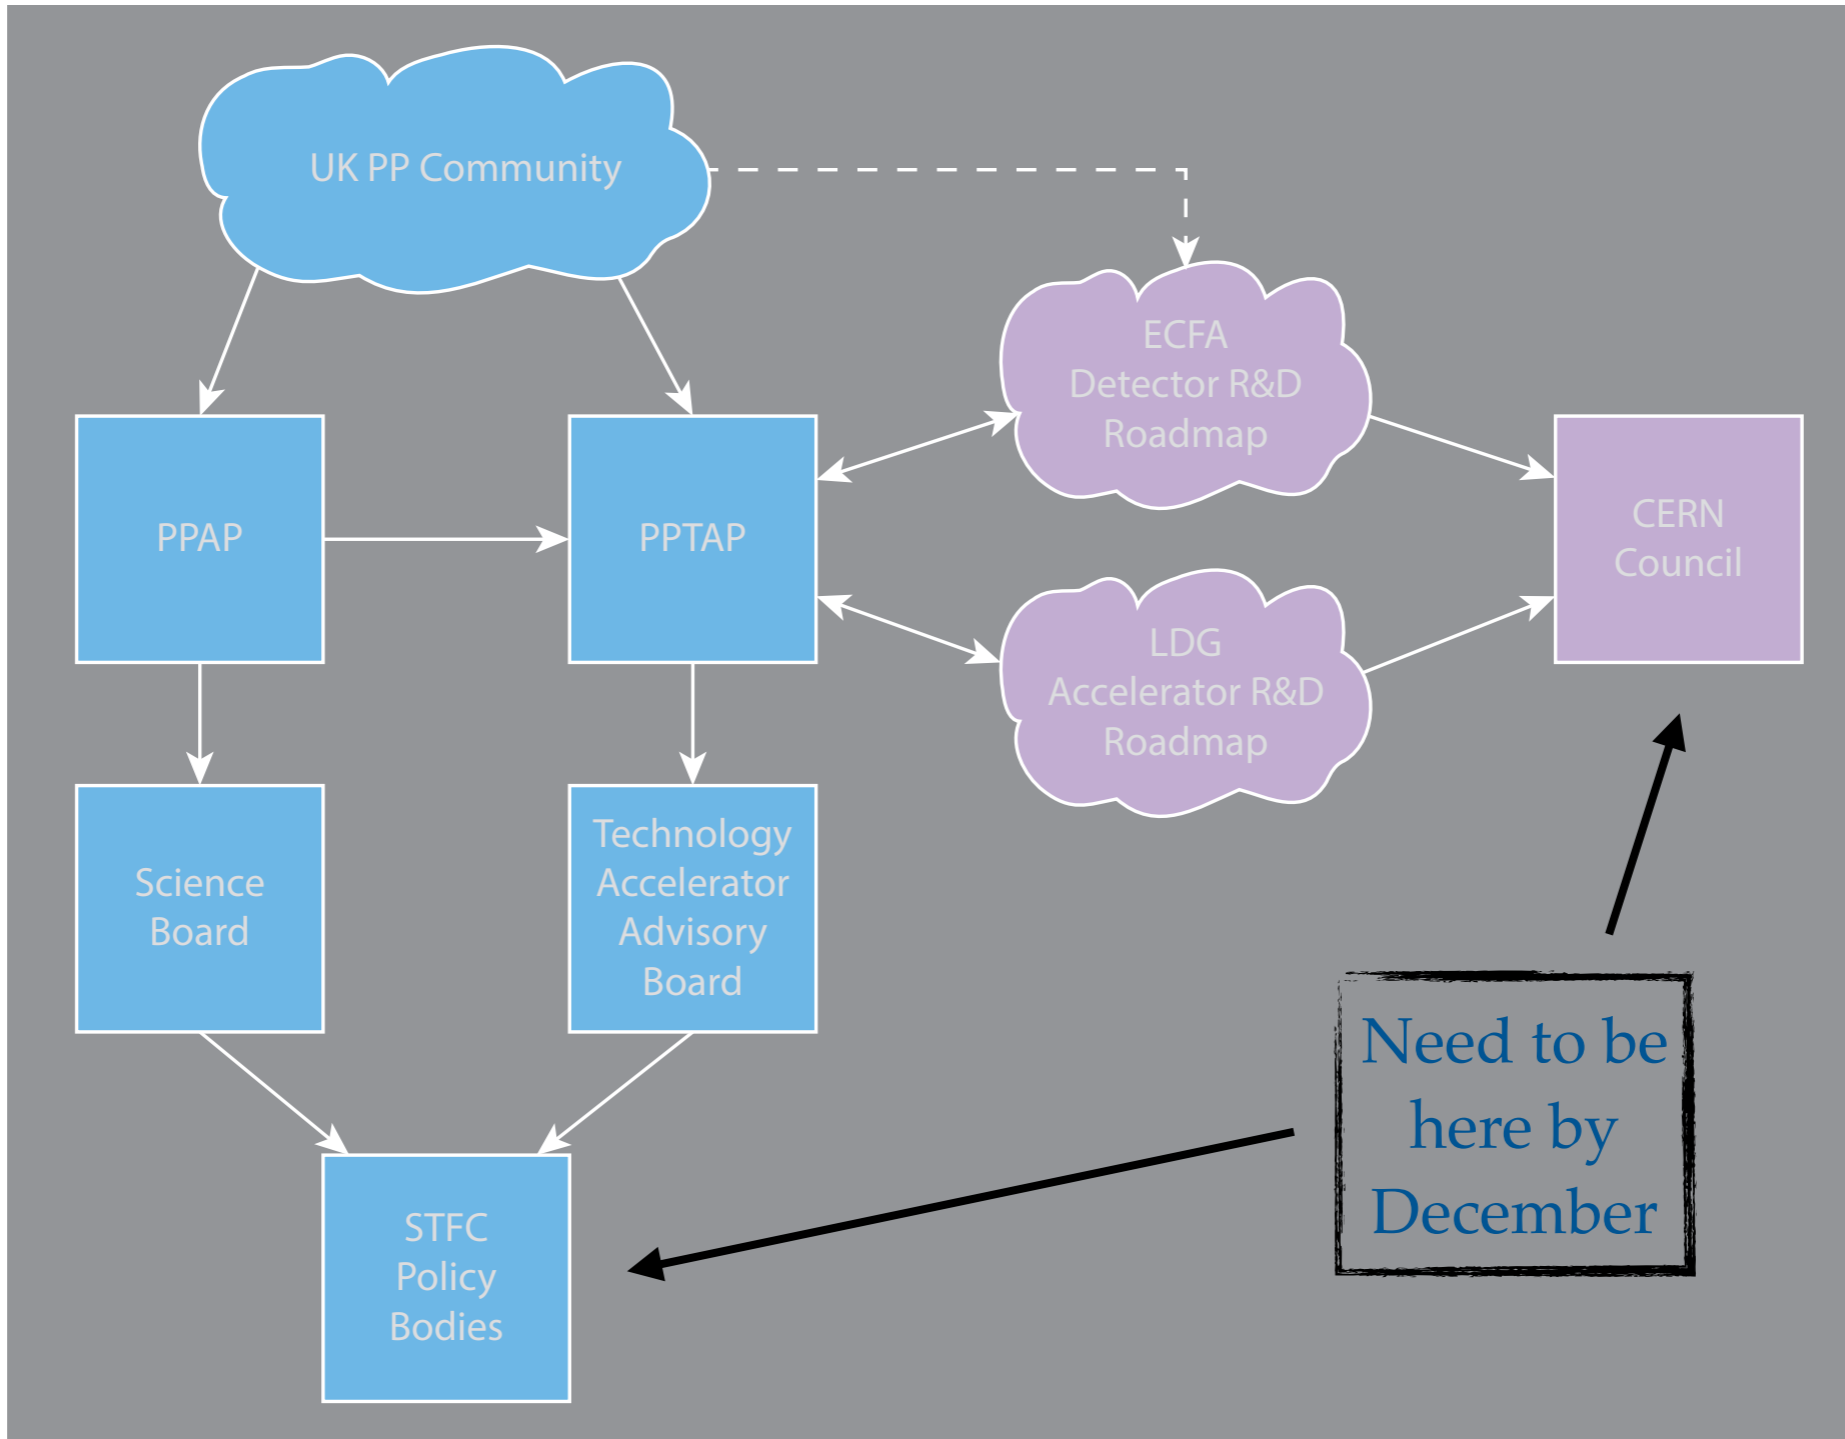 UK PP Community
ECFA
Detector R&D
Roadmap
PPAP
PPTAP
CERN
Council
LDG
Accelerator R&D
Roadmap
Science
Board
Technology
Accelerator
Advisory
Board
Need to be
here by
December
STFC
Policy
Bodies